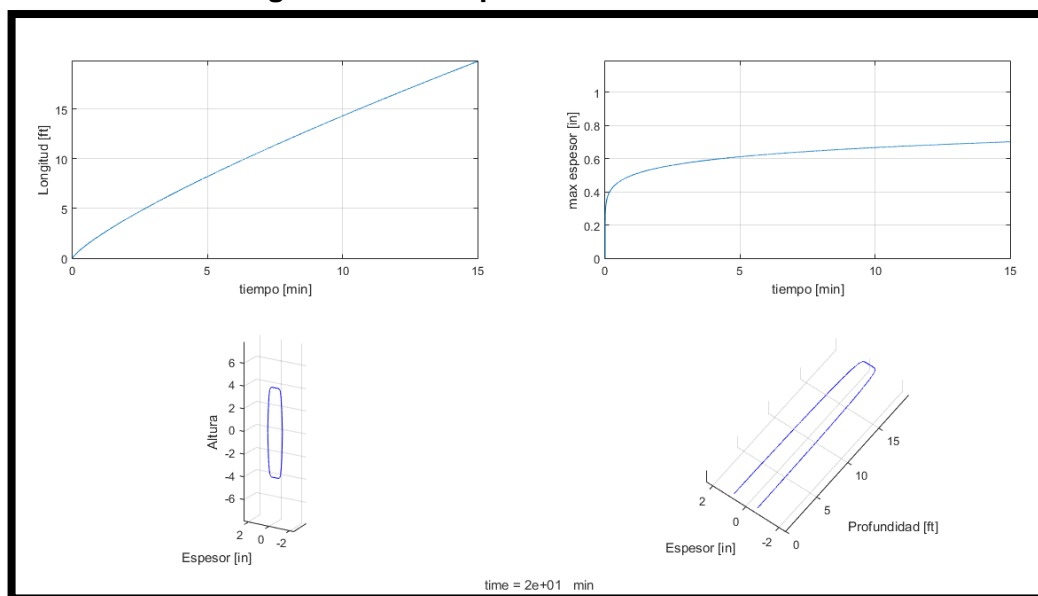 15
10
5
0
Longitud [ft]
0 5 10 15
tiempo [min]
1
0.8
0.6
0.4
0.2
0
max espesor [in]
0 5 10 15
tiempo [min]
6
4
2
0
-2
-4
-6
Altura
2 0 -2
Espesor [in]
2 0 -2
Espesor [in]
0 5 10 15
Profundidad [ft]
time = 2e+01 min